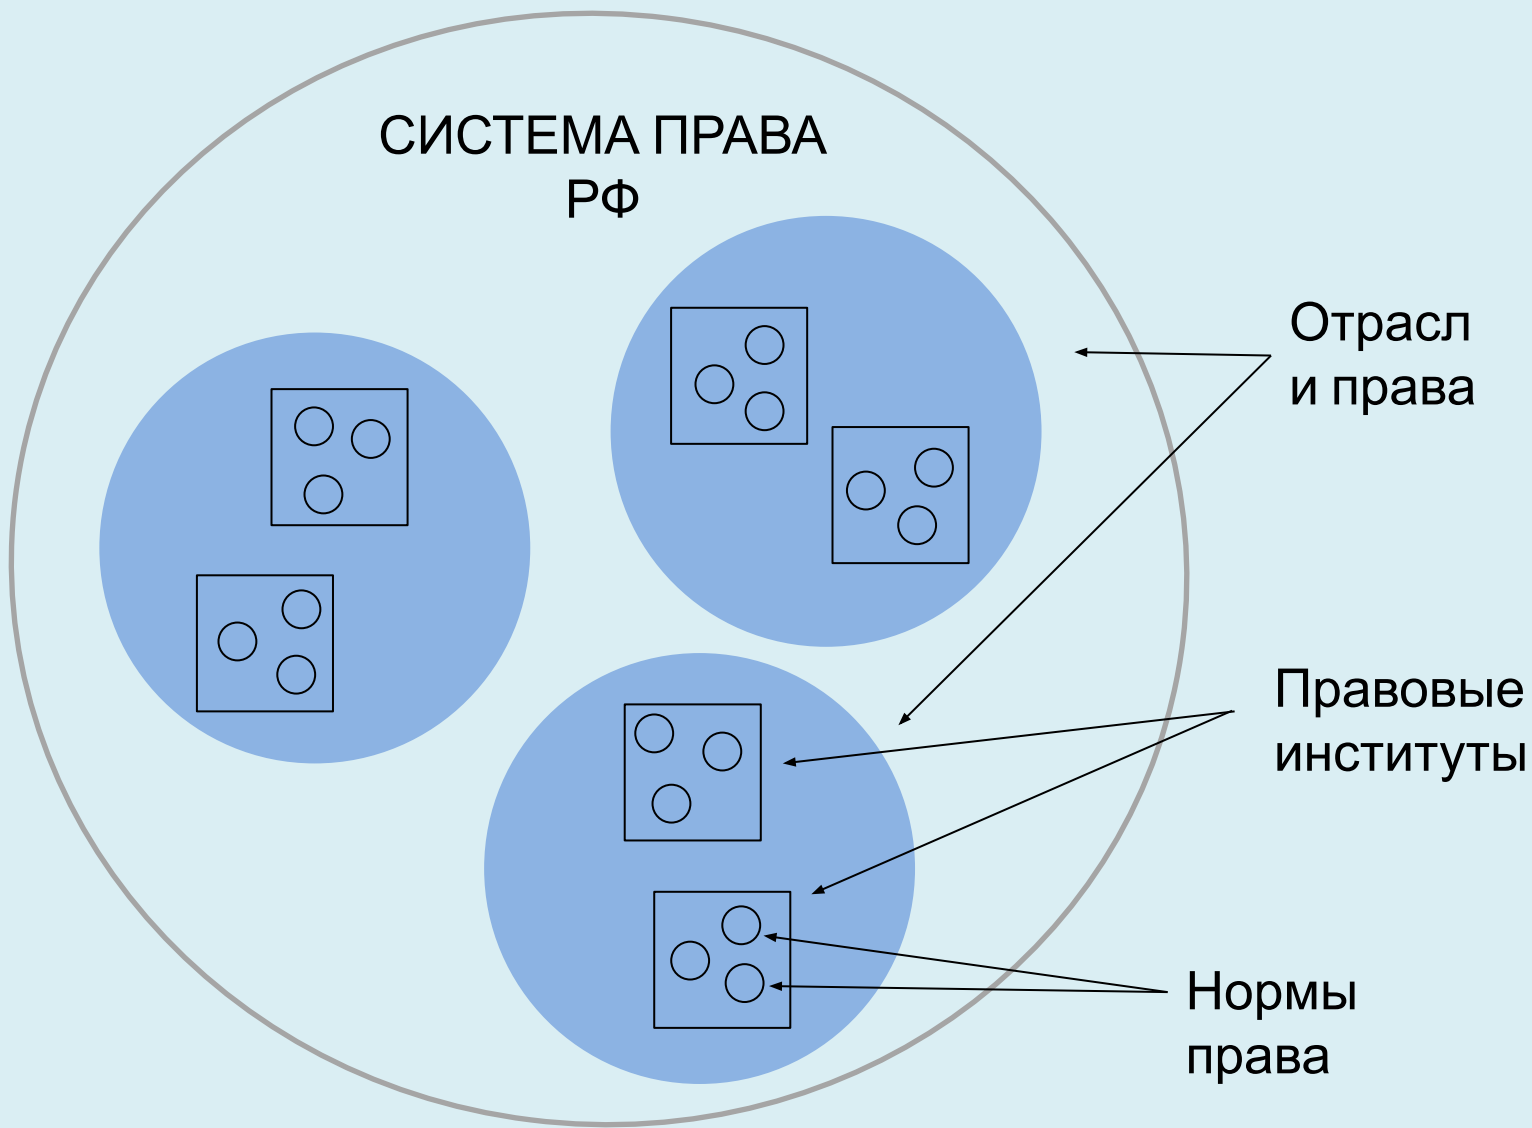 СИСТЕМА ПРАВА
РФ
Отрасл
и права
Правовые
институты
Нормы
права